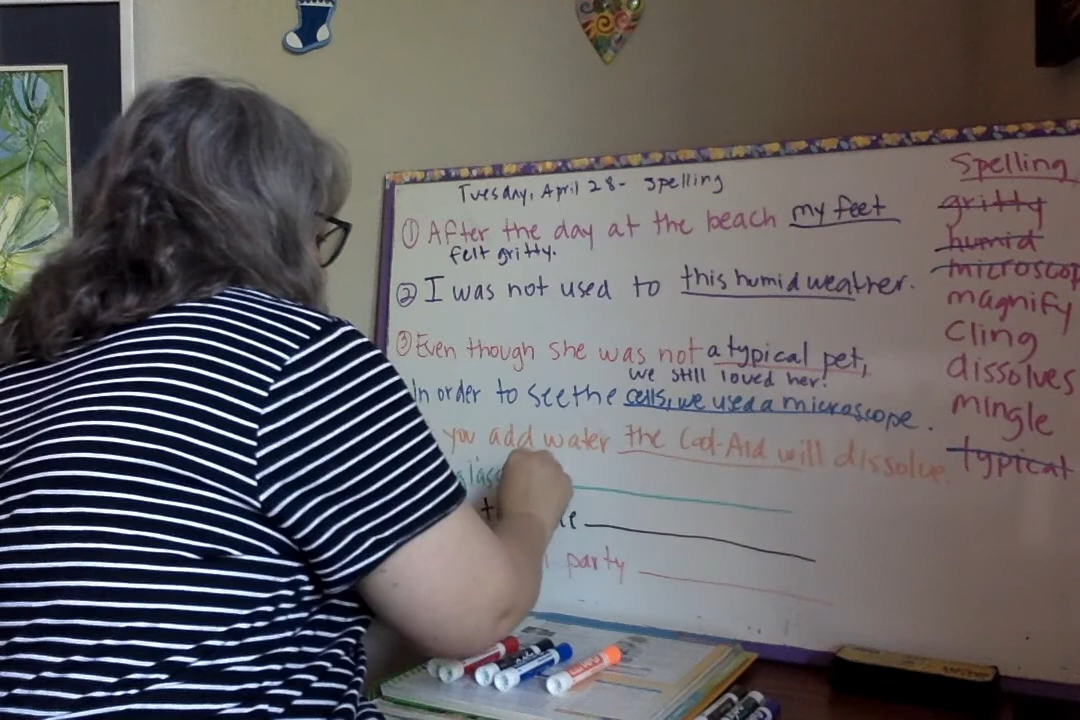 Tuesday, April 28- Spelling
① After the day at the beach my feet
felt gritty.
② I was not used to this humid weather.
③ Even though she was not a typical pet,
we still loved her!
In order to see the cells, we used a microscope.
you add water the Cool-Aid will dissolve.
party
Spelling
gritty
humid
microscop
magnify
Cling
dissolves
mingle
typical